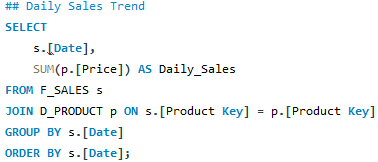 ## Daily Sales Trend
SELECT
s.[Date],
SUM(p.[Price]) AS Daily_Sales
FROM F_SALES s
JOIN D_PRODUCT p ON s.[Product Key] = p.[Product Key]
GROUP BY s.[Date]
ORDER BY s.[Date];